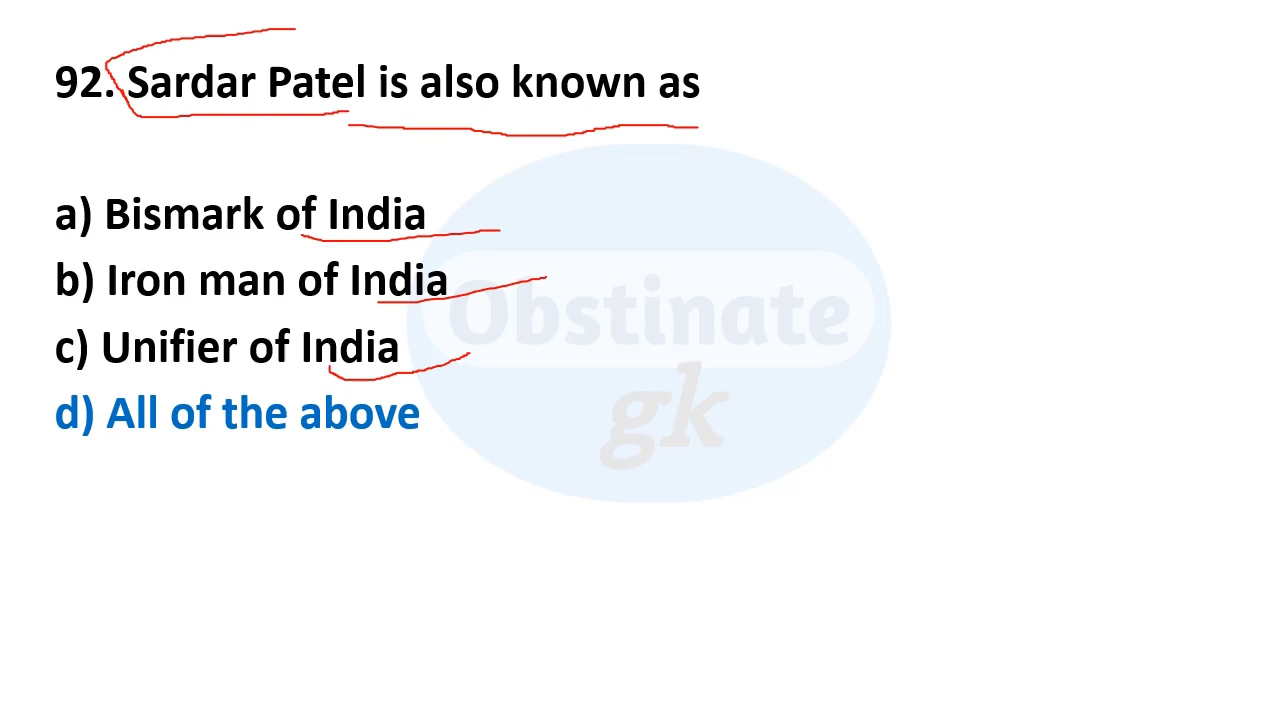 92. Sardar Patel is also known as
a) Bismark of India
b) Iron man of India
c) Unifier of India
d) All of the above
Obstinate
gk